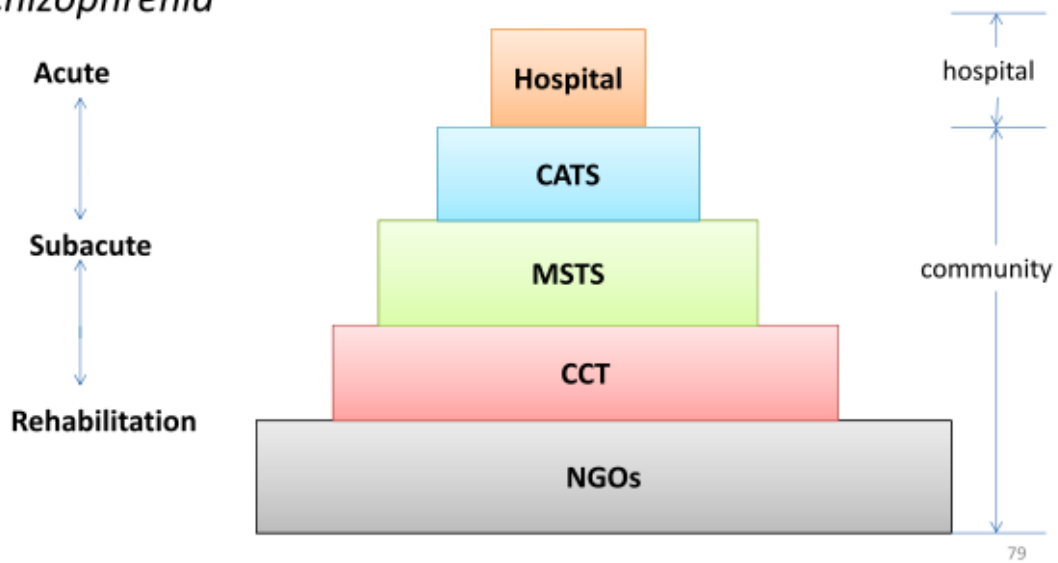 Acute
Hospital
hospital
CATS
Subacute
MSTS
community
CCT
Rehabilitation
NGOs
79